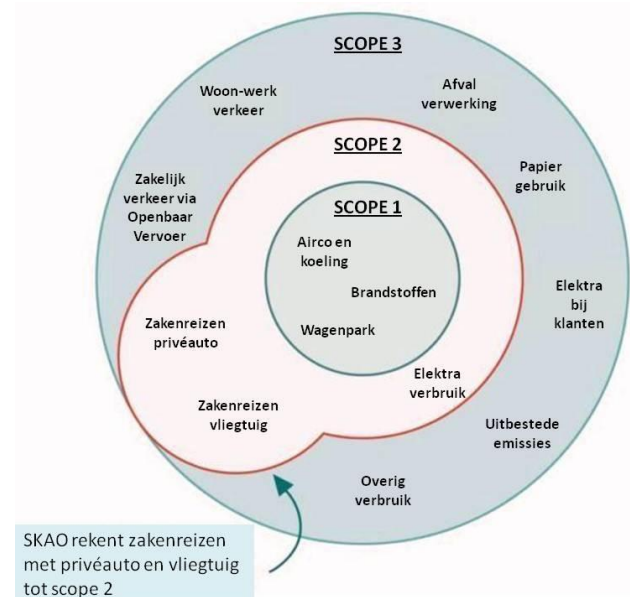 SCOPE 3
Woon-werk
verkeer
Afval
verwerking
SCOPE 2
Papier
gebruik
Zakelijk
verkeer via
Openbaar
Vervoer
SCOPE 1
Airco en
koeling
Brandstoffen
Wagenpark
Elektra
bij
klanten
Zakenreizen
privéauto
Elektra
verbruik
Zakenreizen
vliegtuig
Uitbestede
emissies
Overig
verbruik
SKAO rekent zakenreizen
met privéauto en vliegtuig
tot scope 2